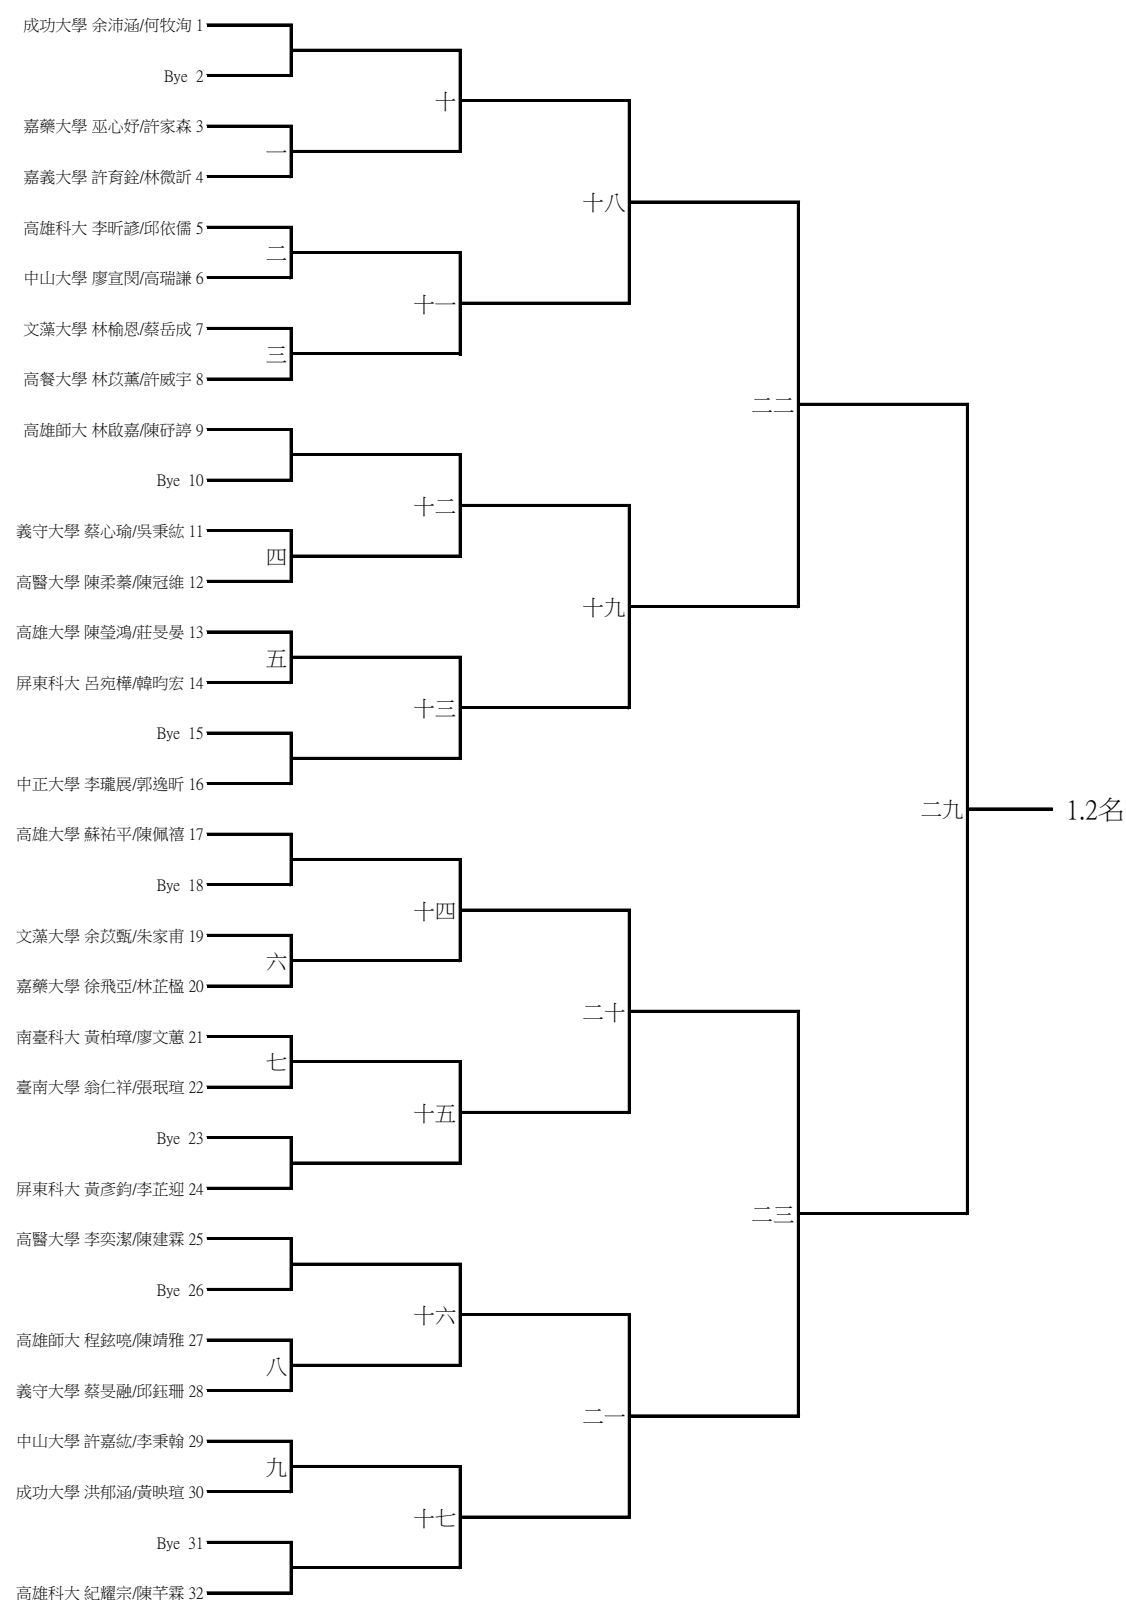 成功大學 余沛涵/何牧洵 1
Bye 2
十
嘉藥大學 巫心妤/許家森 3
一
嘉義大學 許育銓/林微訢 4
十八
高雄科大 李昕諺/邱依儒 5
二
中山大學 廖宣閔/高瑞謙 6
十一
文藻大學 林榆恩/蔡岳成 7
三
高餐大學 林苡薰/許威宇 8
二二
高雄師大 林啟嘉/陳矷諄 9
Bye 10
十二
義守大學 蔡心瑜/吳秉紘 11
四
高醫大學 陳柔蓁/陳冠維 12
十九
高雄大學 陳瑩鴻/莊旻晏 13
五
屏東科大 呂宛樺/韓昀宏 14
十三
Bye 15
中正大學 李瓏展/郭逸昕 16
二九
1.2名
高雄大學 蘇祐平/陳佩禧 17
Bye 18
十四
文藻大學 余苡甄/朱家甫 19
六
嘉藥大學 徐飛亞/林芷楹 20
二十
南臺科大 黃柏璋/廖文蕙 21
七
臺南大學 翁仁祥/張珉瑄 22
十五
Bye 23
屏東科大 黃彥鈞/李芷迎 24
二三
高醫大學 李奕潔/陳建霖 25
Bye 26
十六
高雄師大 程鉉喨/陳靖雅 27
八
義守大學 蔡旻融/邱鈺珊 28
二一
中山大學 許嘉紘/李秉翰 29
九
成功大學 洪郁涵/黃映瑄 30
十七
Bye 31
高雄科大 紀耀宗/陳芊霖 32